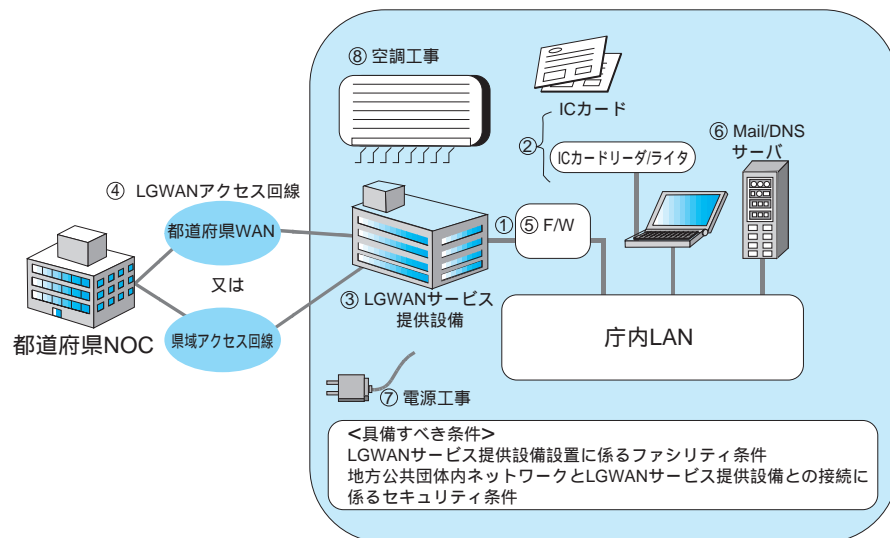 ⑧ 空調工事
ICカード
②
ICカードリーダ/ライタ
⑥ Mail/DNS
サーバ
④ LGWANアクセス回線
都道府県WAN
又は
県域アクセス回線
都道府県NOC
① ⑤ F/W
③ LGWANサービス
提供設備
庁内LAN
⑦ 電源工事
<具備すべき条件>
LGWANサービス提供設備設置に係るファシリティ条件
地方公共団体内ネットワークとLGWANサービス提供設備との接続に
係るセキュリティ条件